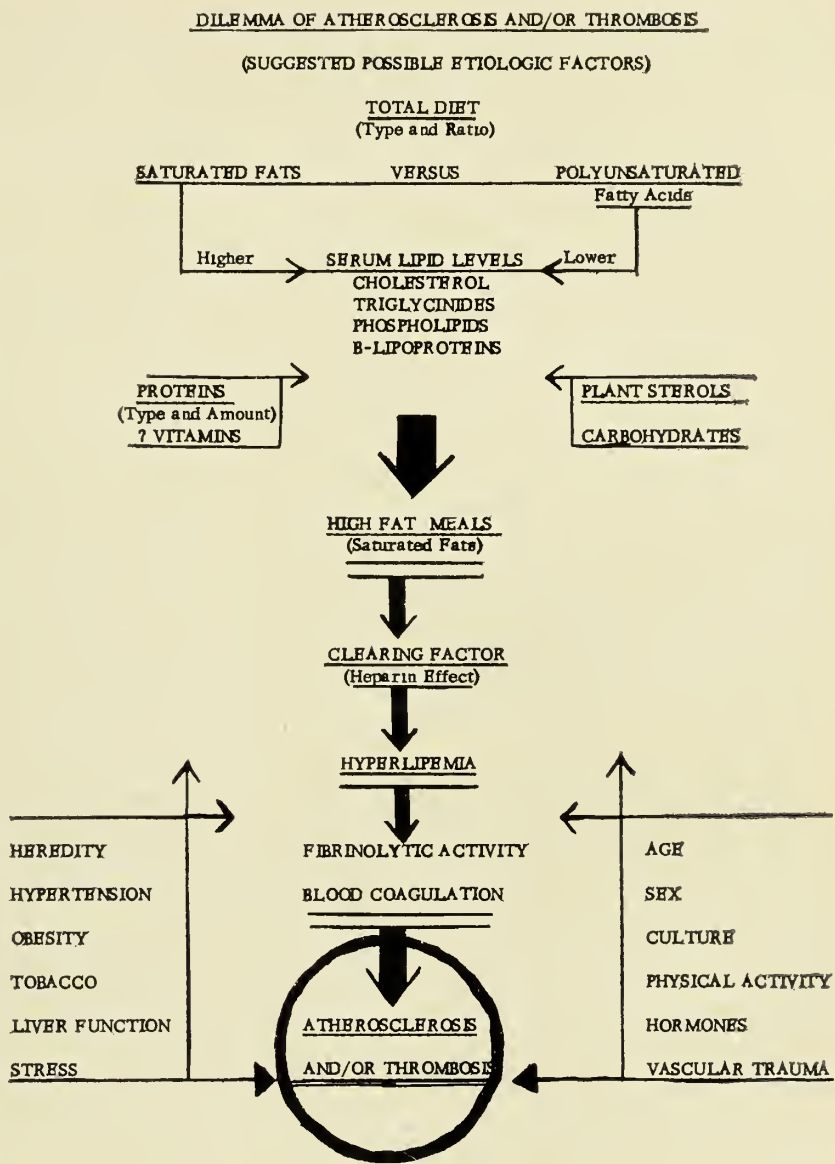 DILEMMA OF ATHEROSCLEROSIS AND/OR THROMBOSIS
(SUGGESTED POSSIBLE ETIOLOGIC FACTORS)
TOTAL DIET
(Type and Ratio)
SATURATED FATS VERSUS POLYUNSATURATED
Fatty Acids
Higher SERUM LIPID LEVELS Lower
CHOLESTEROL
TRIGLYCINIDES
PHOSPHOLIPIDS
B-LIPOPROTEINS
PROTEINS
(Type and Amount)
? VITAMINS
PLANT STEROLS
CARBOHYDRATES
HIGH FAT MEALS
(Saturated Fats)
CLEARING FACTOR
(Heparin Effect)
HYPERLIPEMIA
FIBRINOLYTIC ACTIVITY
BLOOD COAGULATION
HEREDITY
HYPERTENSION
OBESITY
TOBACCO
LIVER FUNCTION
STRESS
ATHEROSCLEROSIS
AND/OR THROMBOSIS
AGE
SEX
CULTURE
PHYSICAL ACTIVITY
HORMONES
VASCULAR TRAUMA